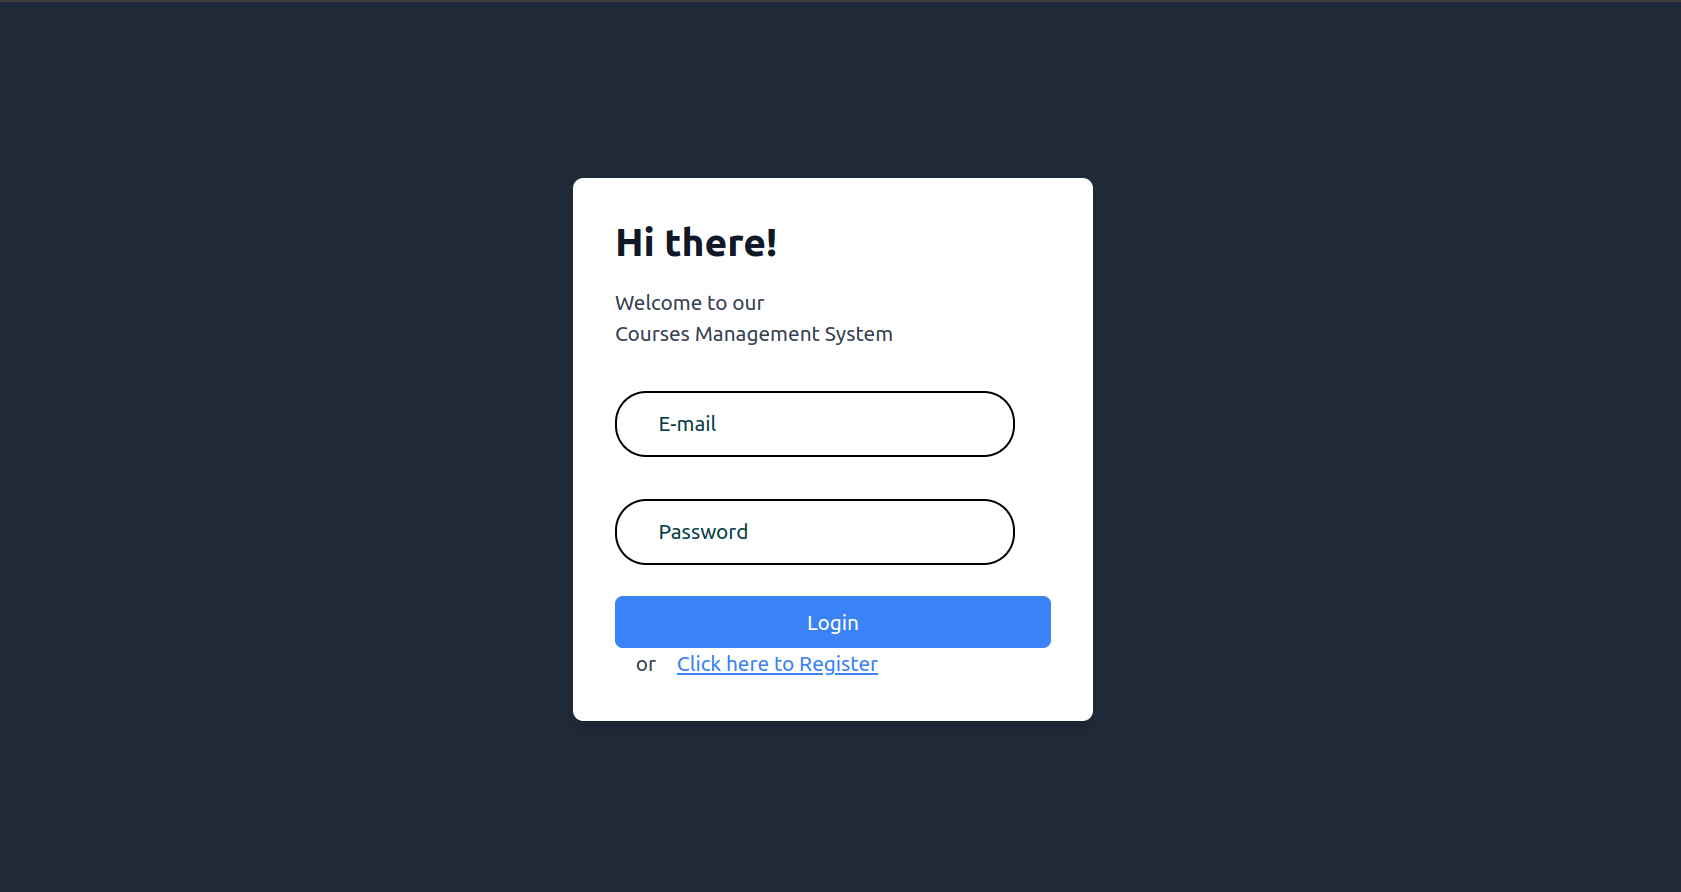 Hi there!
Welcome to our
Courses Management System
E-mail
Password
Login
or Click here to Register